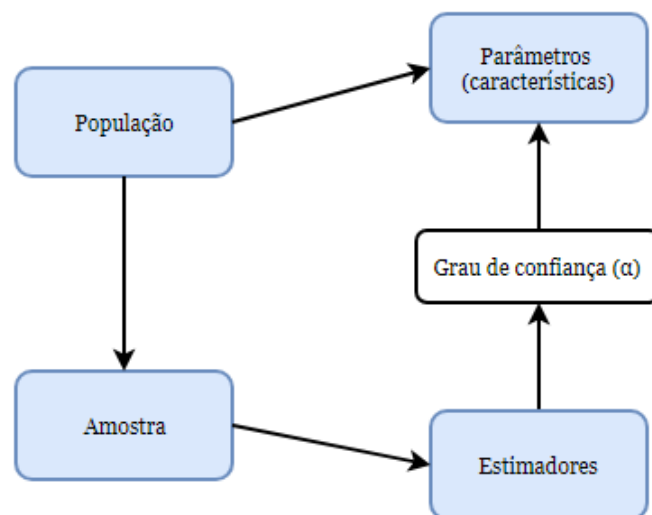 Parâmetros
(características)
População
Grau de confiança (α)
Amostra
Estimadores